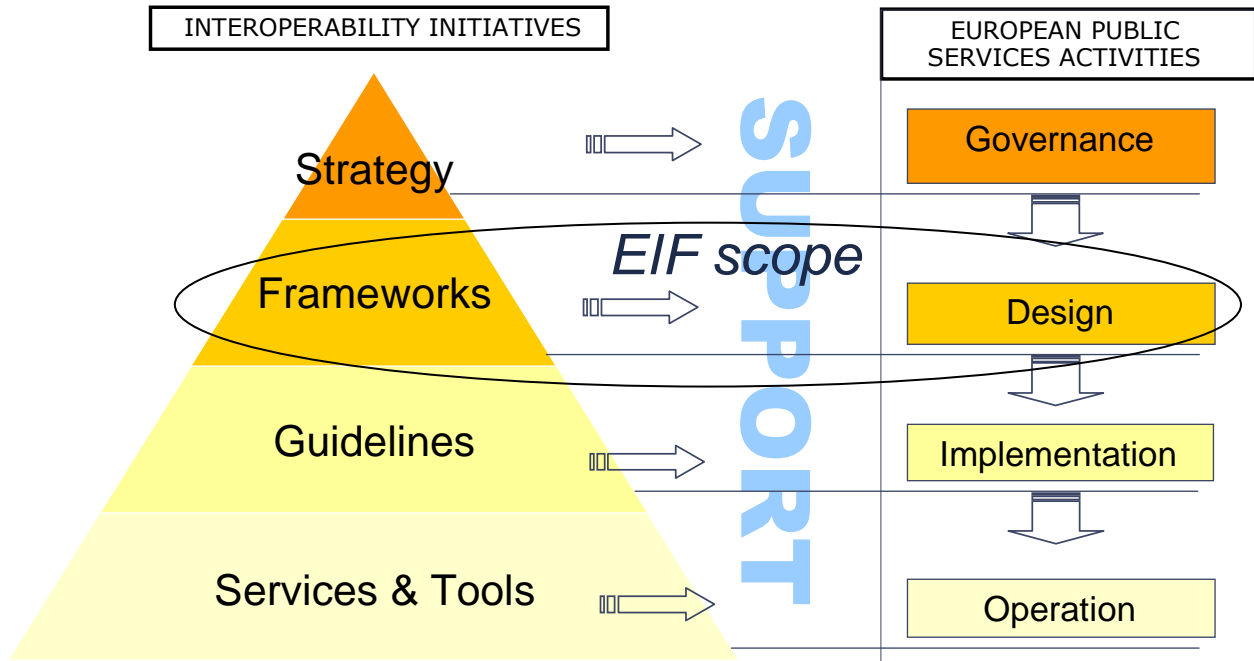 INTEROPERABILITY INITIATIVES
EUROPEAN PUBLIC
SERVICES ACTIVITIES
Strategy
SUPPORT
Governance
EIF scope
Frameworks
Design
Guidelines
Implementation
Services & Tools
Operation